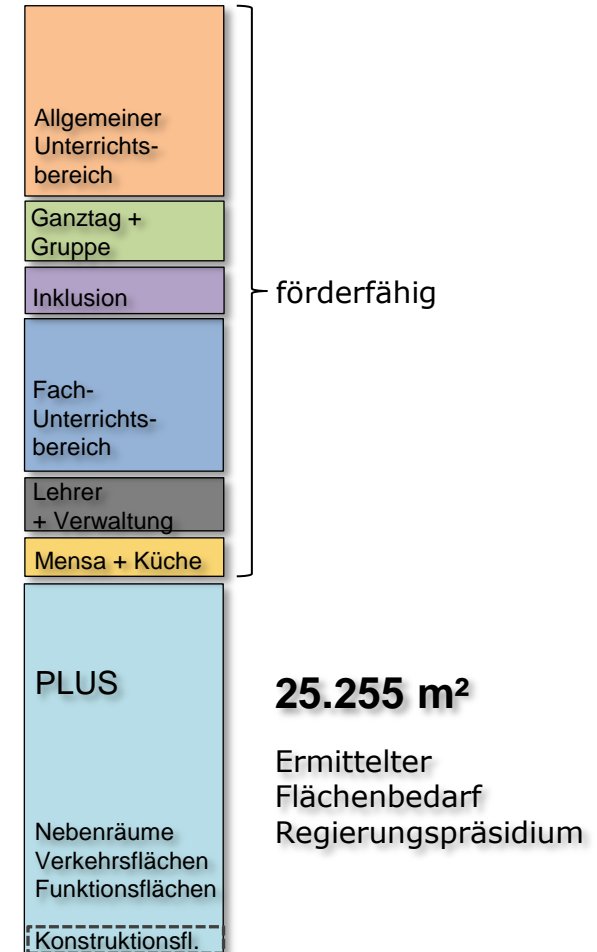 Allgemeiner
Unterrichts-
bereich
Ganztag +
Gruppe
Inklusion
förderfähig
Fach-
Unterrichts-
bereich
Lehrer
+ Verwaltung
Mensa + Küche
PLUS
25.255 m²
Ermittelter
Flächenbedarf
Regierungspräsidium
Nebenräume
Verkehrsflächen
Funktionsflächen
Konstruktionsfl.